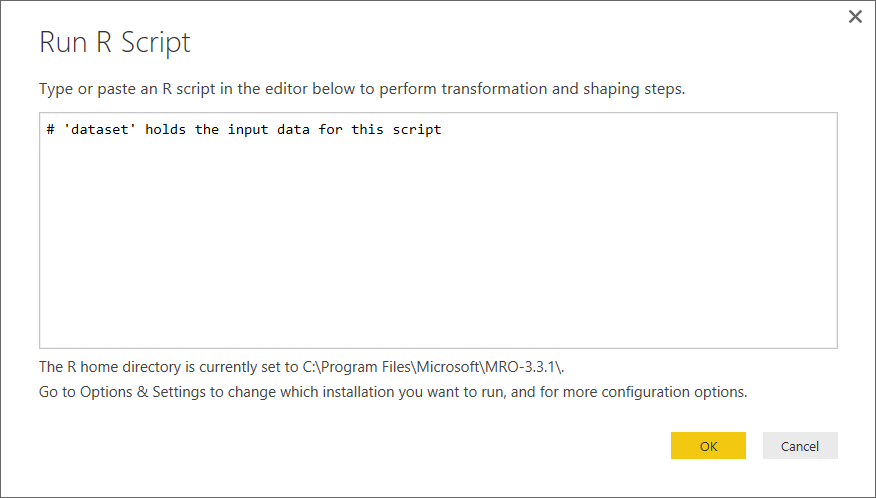 Run R Script
Type or paste an R script in the editor below to perform transformation and shaping steps.
# 'dataset' holds the input data for this script
The R home directory is currently set to C:\Program Files\Microsoft\MRO-3.3.1\.
Go to Options & Settings to change which installation you want to run, and for more configuration options.
OK Cancel